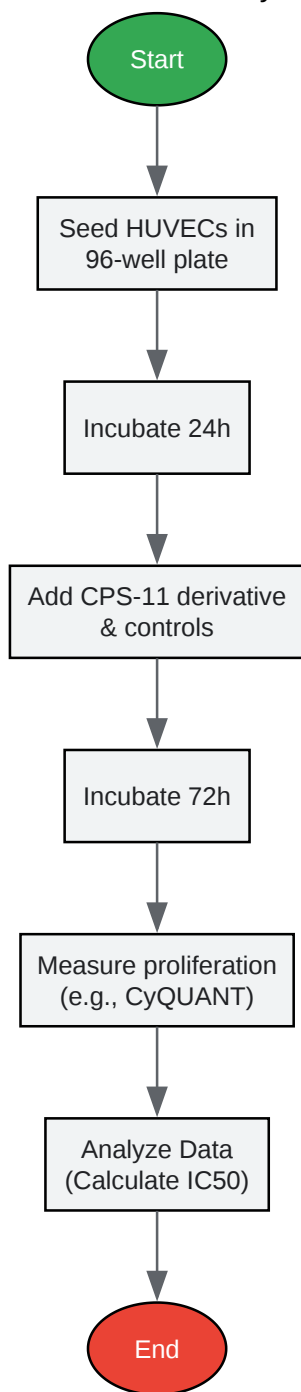 Start
Seed HUVECs in
96-well plate
Incubate 24h
Add CPS-11 derivative
& controls
Incubate 72h
Measure proliferation
(e.g., CyQUANT)
Analyze Data
(Calculate IC50)
End